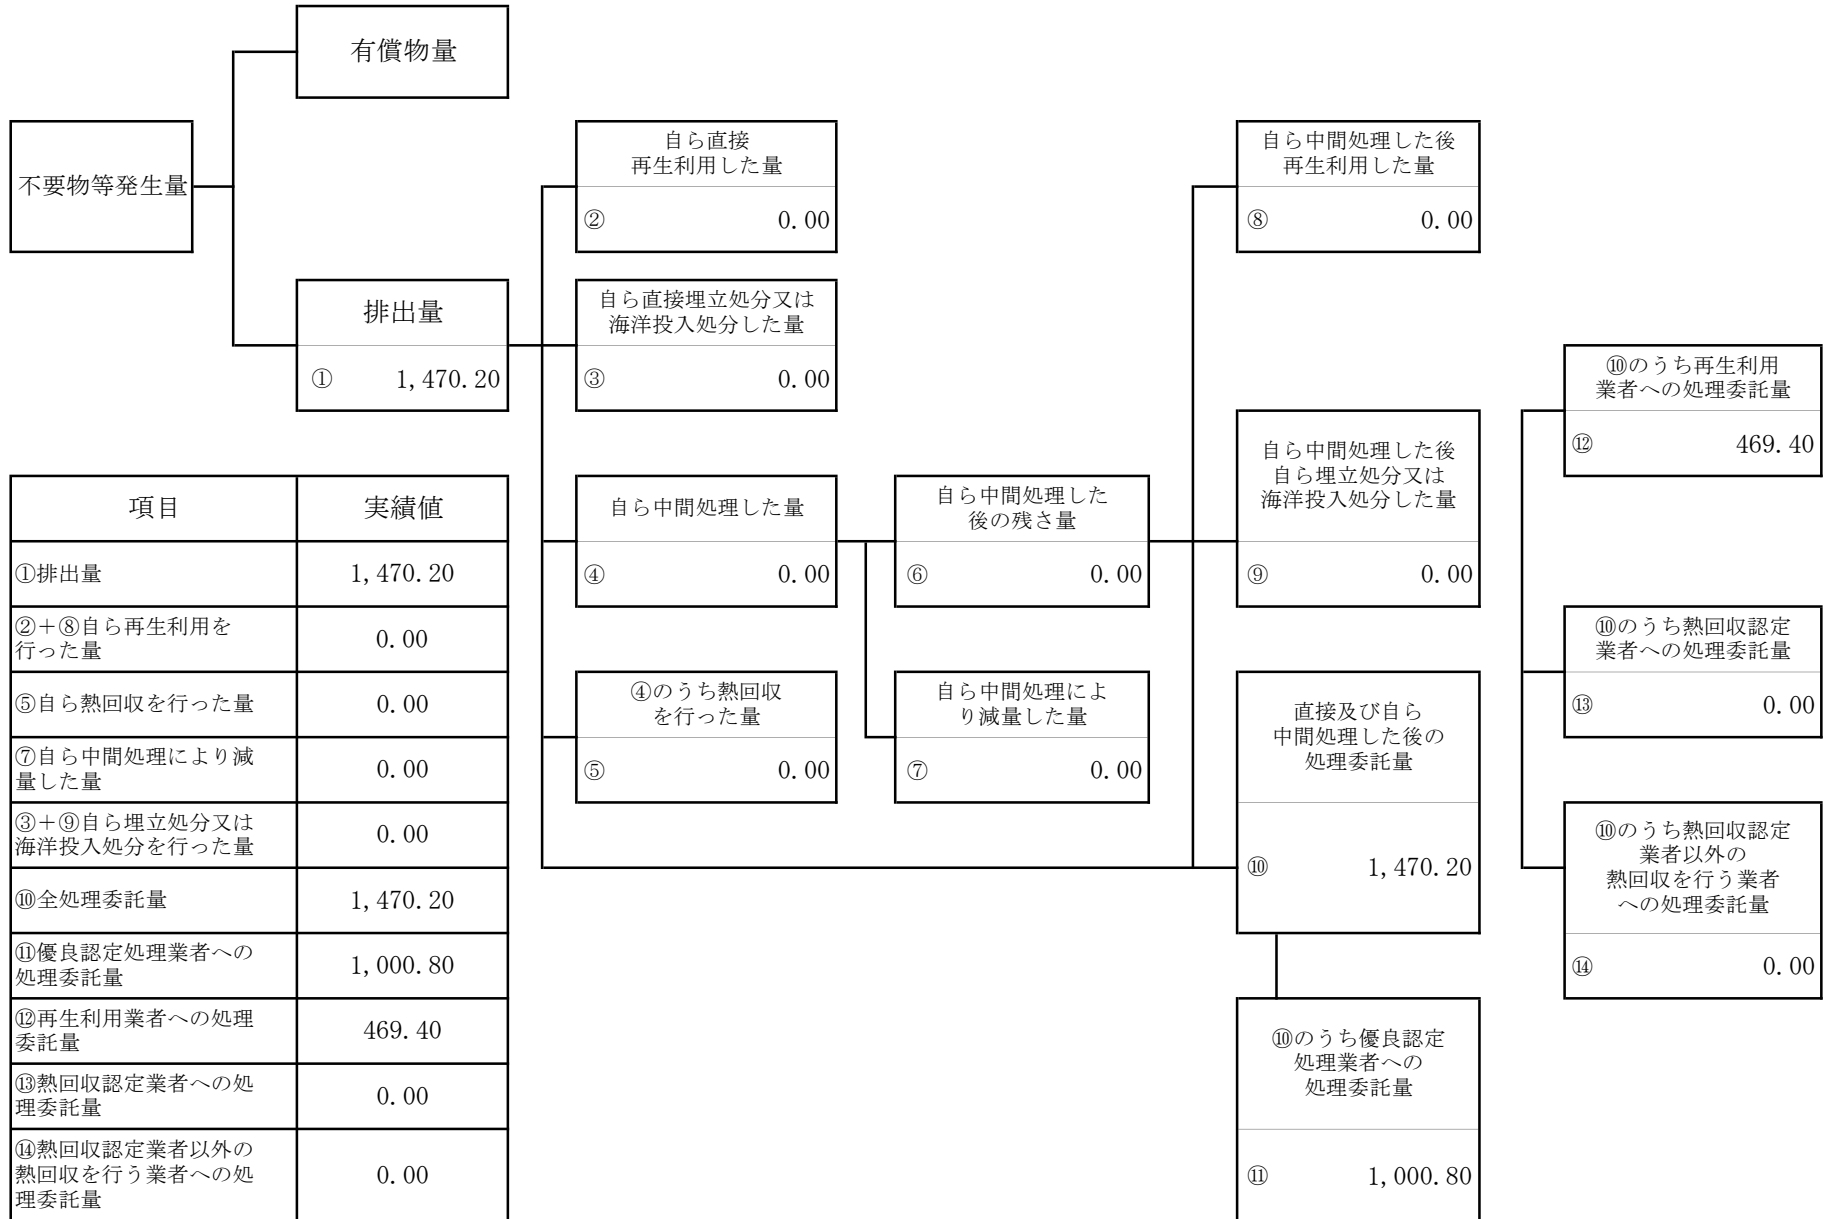 有償物量
不要物等発生量
排出量
① 1,470.20
自ら直接
再生利用した量
② 0.00
自ら直接埋立処分又は
海洋投入処分した量
③ 0.00
自ら中間処理した量
④ 0.00
④のうち熱回収
を行った量
⑤ 0.00
自ら中間処理した
後の残さ量
⑥ 0.00
自ら中間処理によ
り減量した量
⑦ 0.00
自ら中間処理した後
再生利用した量
⑧ 0.00
自ら中間処理した後
自ら埋立処分又は
海洋投入処分した量
⑨ 0.00
直接及び自ら
中間処理した後の
処理委託量
⑩ 1,470.20
⑩のうち優良認定
処理業者への
処理委託量
⑪ 1,000.80
⑩のうち再生利用
業者への処理委託量
⑫ 469.40
⑩のうち熱回収認定
業者への処理委託量
⑬ 0.00
⑩のうち熱回収認定
業者以外の
熱回収を行う業者
への処理委託量
⑭ 0.00
項目 実績値
①排出量 1,470.20
②+⑧自ら再生利用を
行った量 0.00
⑤自ら熱回収を行った量 0.00
⑦自ら中間処理により減
量した量 0.00
③+⑨自ら埋立処分又は
海洋投入処分を行った量 0.00
⑩全処理委託量 1,470.20
⑪優良認定処理業者への
処理委託量 1,000.80
⑫再生利用業者への処理
委託量 469.40
⑬熱回収認定業者への処
理委託量 0.00
⑭熱回収認定業者以外の
熱回収を行う業者への処
理委託量 0.00